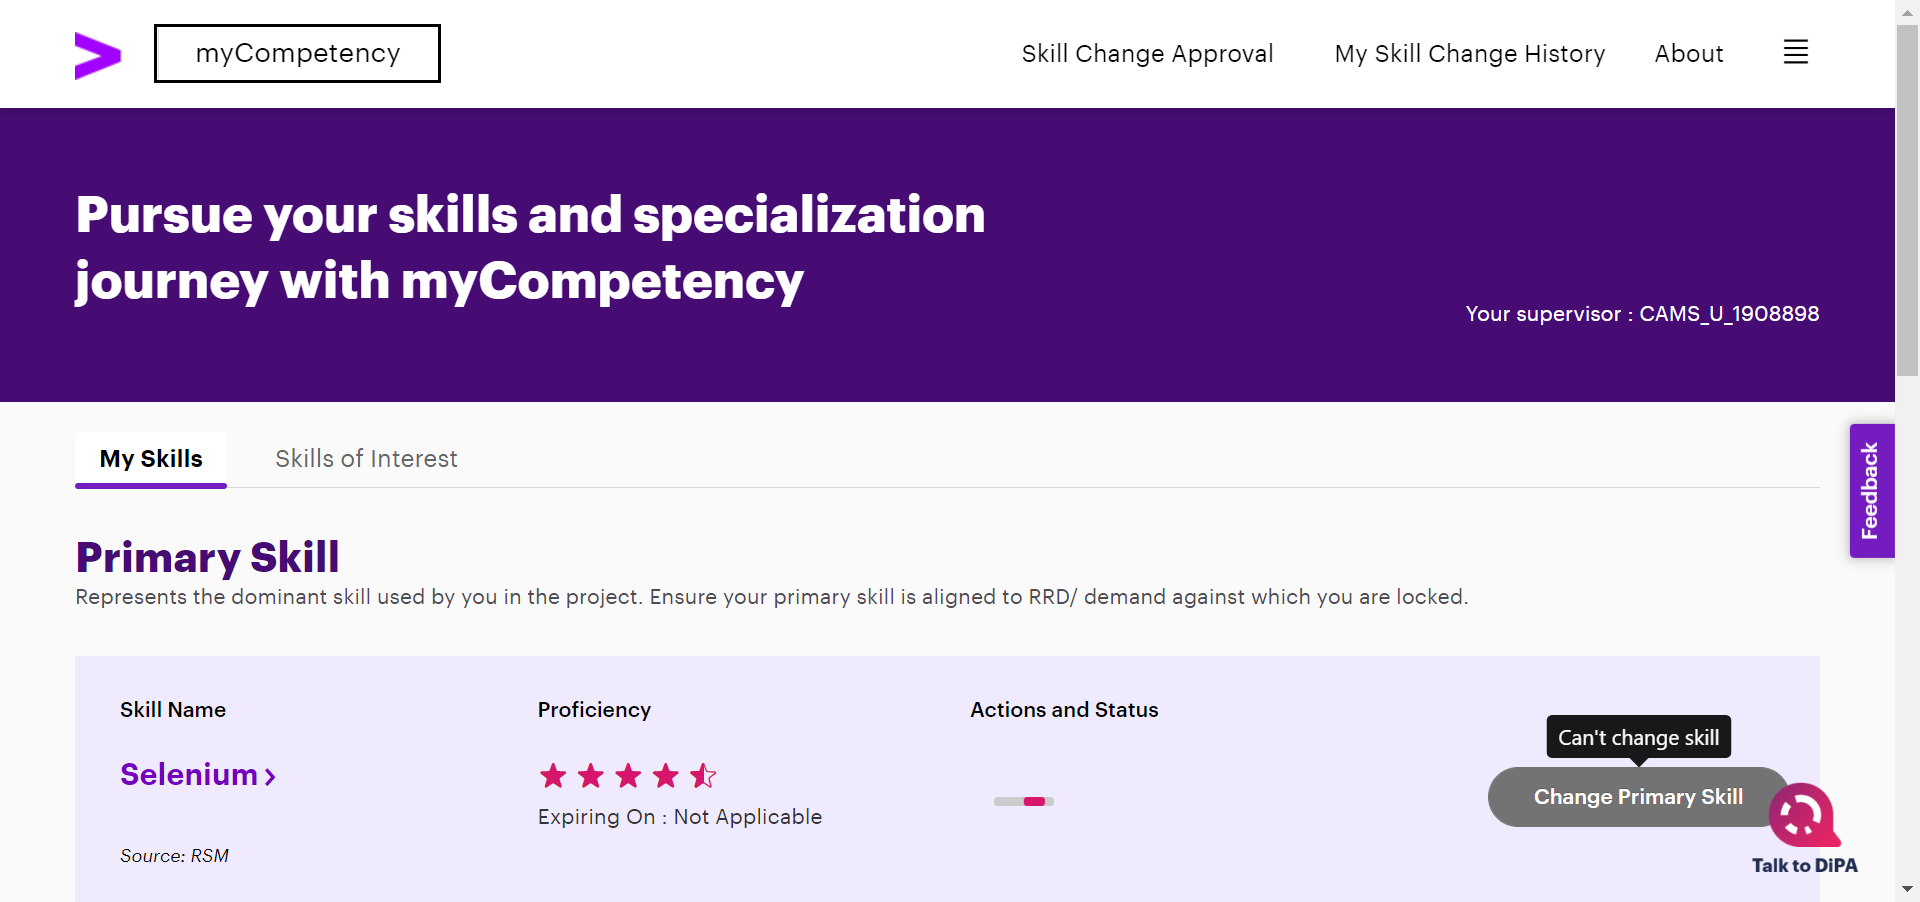 myCompetency
Skill Change Approval
My Skill Change History
About
Pursue your skills and specialization
journey with myCompetency
Your supervisor : CAMS_U_1908898
My Skills
Skills of Interest
Feedback
Primary Skill
Represents the dominant skill used by you in the project. Ensure your primary skill is aligned to RRD/ demand against which you are locked.
Skill Name
Proficiency
Actions and Status
Can't change skill
Selenium
Change Primary Skill
Expiring On : Not Applicable
Source: RSM
Talk to DiPA